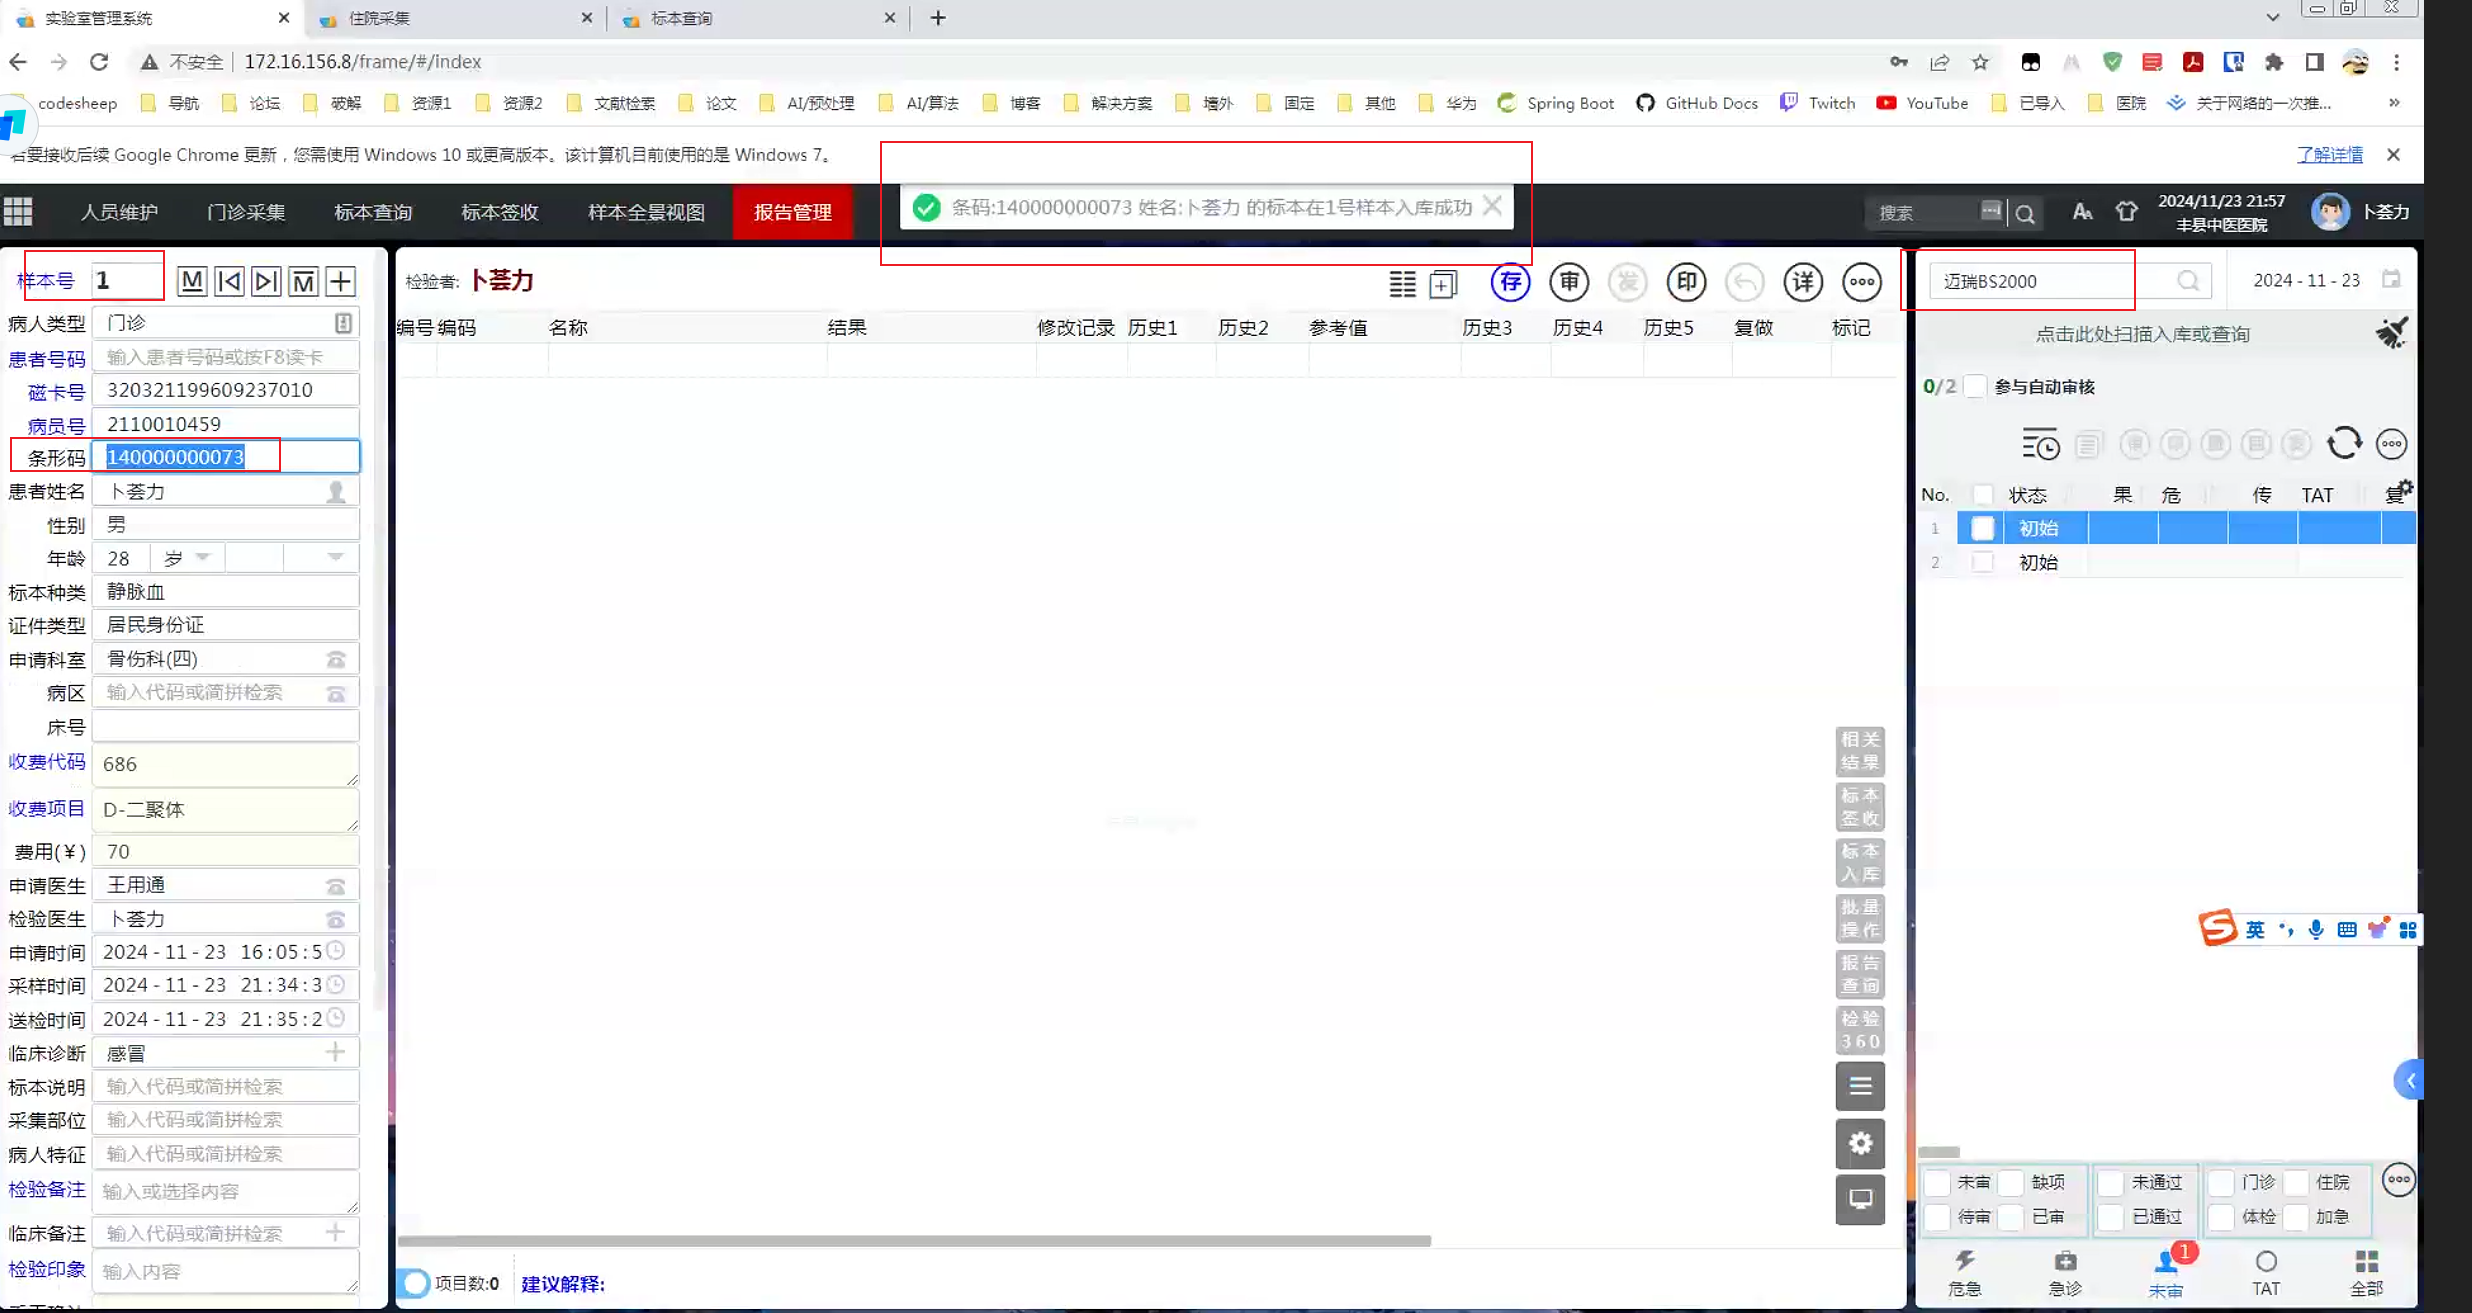 实验室管理系统
住院采集
标本查询
不安全
172.16.156.8/frame/#/index
codesheep
导航
论坛
破解
资源1
资源2
文献检索
论文
AI/预处理
AI/算法
博客
解决方案
墙外
固定
其他
华为
Spring Boot
GitHub Docs
Twitch
YouTube
已导入
医院
关于网络的一次推...
»
若要接收后续 Google Chrome 更新，您需使用 Windows 10 或更高版本。该计算机目前使用的是 Windows 7。
了解详情
人员维护
门诊采集
标本查询
标本签收
样本全景视图
报告管理
条码:140000000073 姓名:卜荟力 的标本在1号样本入库成功
搜索
2024/11/23 21:57
丰县中医医院
卜荟力
样本号 1
病人类型 门诊
患者号码 输入患者号码或按F8读卡
磁卡号 320321199609237010
病员号 2110010459
条形码 140000000073
患者姓名 卜荟力
性别 男
年龄 28 岁
标本种类 静脉血
证件类型 居民身份证
申请科室 骨伤科(四)
病区 输入代码或简拼检索
床号
收费代码 686
收费项目 D-二聚体
费用(￥) 70
申请医生 王用通
检验医生 卜荟力
申请时间 2024-11-23 16:05:5
采样时间 2024-11-23 21:34:3
送检时间 2024-11-23 21:35:2
临床诊断 感冒
标本说明 输入代码或简拼检索
采集部位 输入代码或简拼检索
病人特征 输入代码或简拼检索
检验备注 输入或选择内容
临床备注 输入代码或简拼检索
检验印象 输入内容
检验者: 卜荟力
存
审
发
印
详
编号 编码 名称 结果 修改记录 历史1 历史2 参考值 历史3 历史4 历史5 复做 标记
相关结果
标本签收
标本入库
批量操作
报告查询
检验360
项目数:0
建议解释:
迈瑞BS2000
2024-11-23
点击此处扫描入库或查询
0/2 参与自动审核
No. 状态 果 危 传 TAT 复
1 初始
2 初始
英
未审 缺项 未通过 门诊 住院
待审 已审 已通过 体检 加急
1
危急 急诊 未审 TAT 全部